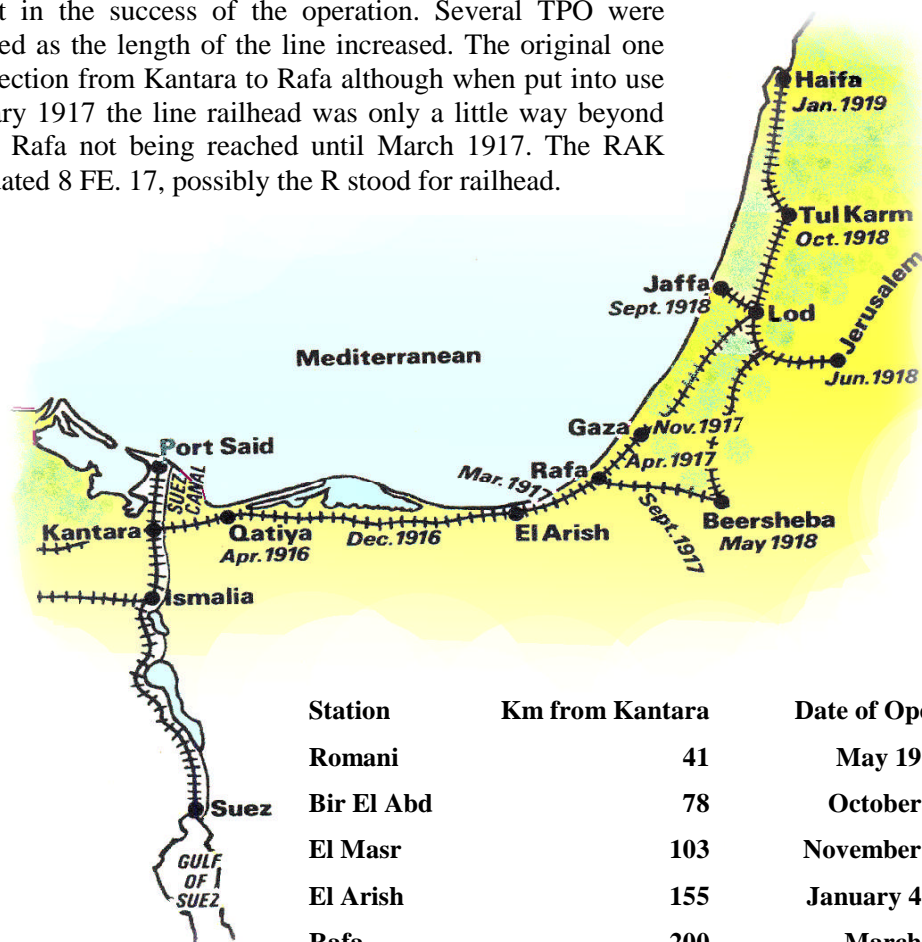 t in the success of the operation. Several TPO were
ed as the length of the line increased. The original one
ection from Kantara to Rafa although when put into use
ary 1917 the line railhead was only a little way beyond
Rafa not being reached until March 1917. The RAK
uated 8 FE. 17, possibly the R stood for railhead.
Haifa
Jan. 1919
Tul Karm
Oct. 1918
Jaffa
Sept. 1918
Lod
Jerusalem
Jun. 1918
Mediterranean
Gaza
Nov. 1917
Port Said
SUEZ
CANAL
Mar. 1917
Rafa
Apr. 1917
Sept. 1917
Kantara
Qatiya
Apr. 1916
Dec. 1916
El Arish
Beersheba
May 1918
Ismalia
Suez
GULF
OF
SUEZ
Station Km from Kantara Date of Ope
Romani 41 May 19
Bir El Abd 78 October
El Masr 103 November
El Arish 155 January 4
Rafa 200 March